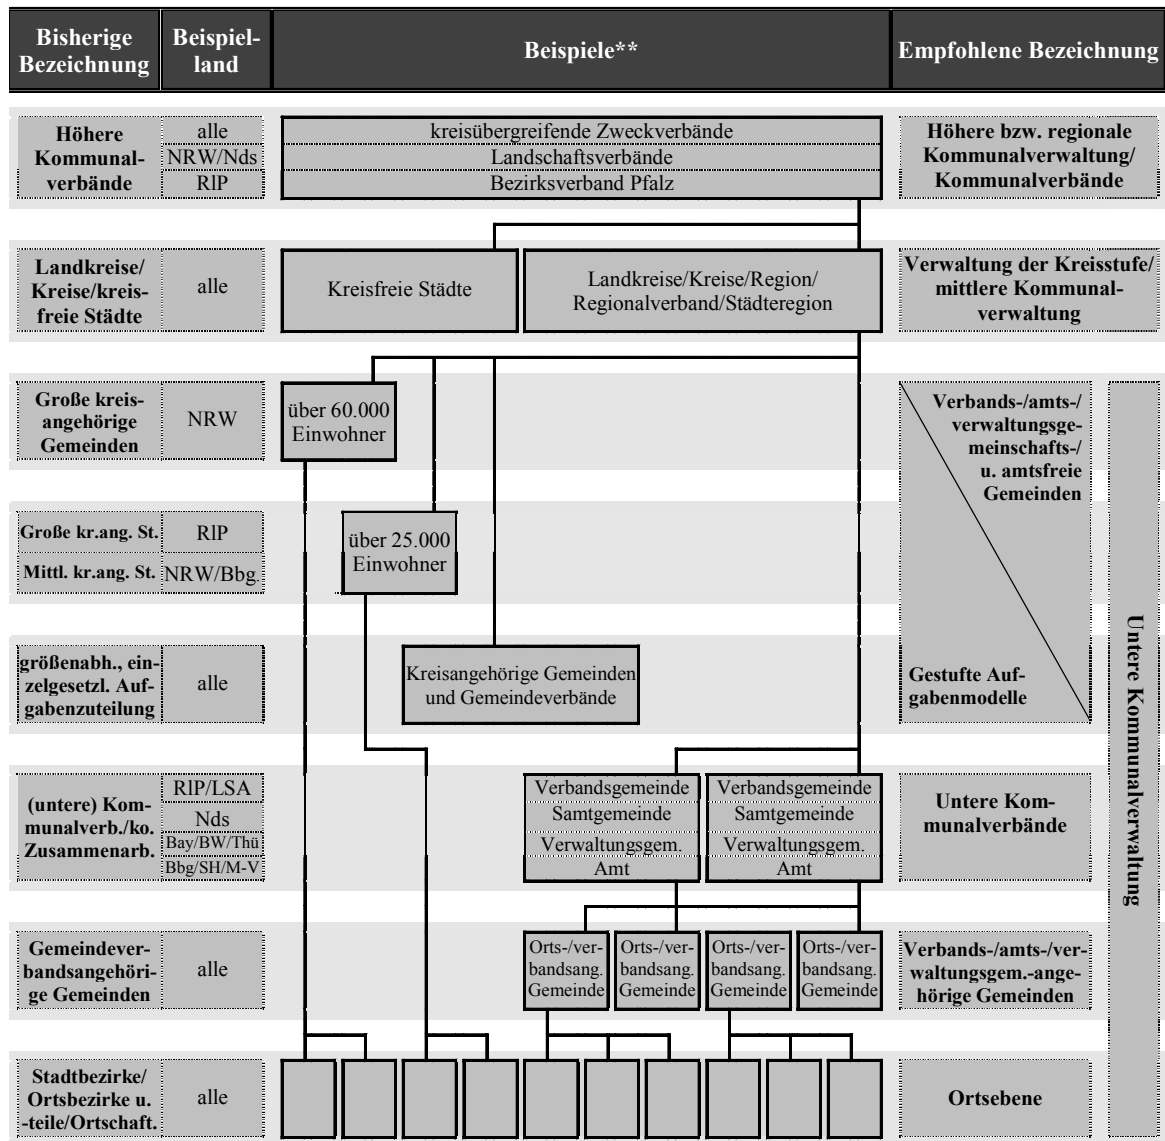 Bisherige
Bezeichnung
Beispiel-
land
Beispiele**
Empfohlene Bezeichnung
Höhere
Kommunal-
verbände
alle
NRW/Nds
RlP
kreisübergreifende Zweckverbände
Landschaftsverbände
Bezirksverband Pfalz
Höhere bzw. regionale
Kommunalverwaltung/
Kommunalverbände
Landkreise/
Kreise/kreis-
freie Städte
alle
Kreisfreie Städte
Landkreise/Kreise/Region/
Regionalverband/Städteregion
Verwaltung der Kreisstufe/
mittlere Kommunal-
verwaltung
Große kreis-
angehörige
Gemeinden
NRW
über 60.000
Einwohner
Verbands-/amts-/
verwaltungsge-
meinschafts-/
u. amtsfreie
Gemeinden
Große kr.ang. St.
RlP
Mittl. kr.ang. St.
NRW/Bbg.
über 25.000
Einwohner
größenabh., ein-
zelgesetzl. Auf-
gabenzuteilung
alle
Kreisangehörige Gemeinden
und Gemeindeverbände
Gestufte Auf-
gabenmodelle
Untere Kommunalverwaltung
(untere) Kom-
munalverb./ko.
Zusammenarb.
RlP/LSA
Nds
Bay/BW/Thü
Bbg/SH/M-V
Verbandsgemeinde
Samtgemeinde
Verwaltungsgem.
Amt
Verbandsgemeinde
Samtgemeinde
Verwaltungsgem.
Amt
Untere Kom-
munalverbände
Gemeindever-
bandsangehöri-
ge Gemeinden
alle
Orts-/ver-
bandsang.
Gemeinde
Orts-/ver-
bandsang.
Gemeinde
Orts-/ver-
bandsang.
Gemeinde
Orts-/ver-
bandsang.
Gemeinde
Verbands-/amts-/ver-
waltungsgem.-ange-
hörige Gemeinden
Stadtbezirke/
Ortsbezirke u.
-teile/Ortschaft.
alle
Ortsebene